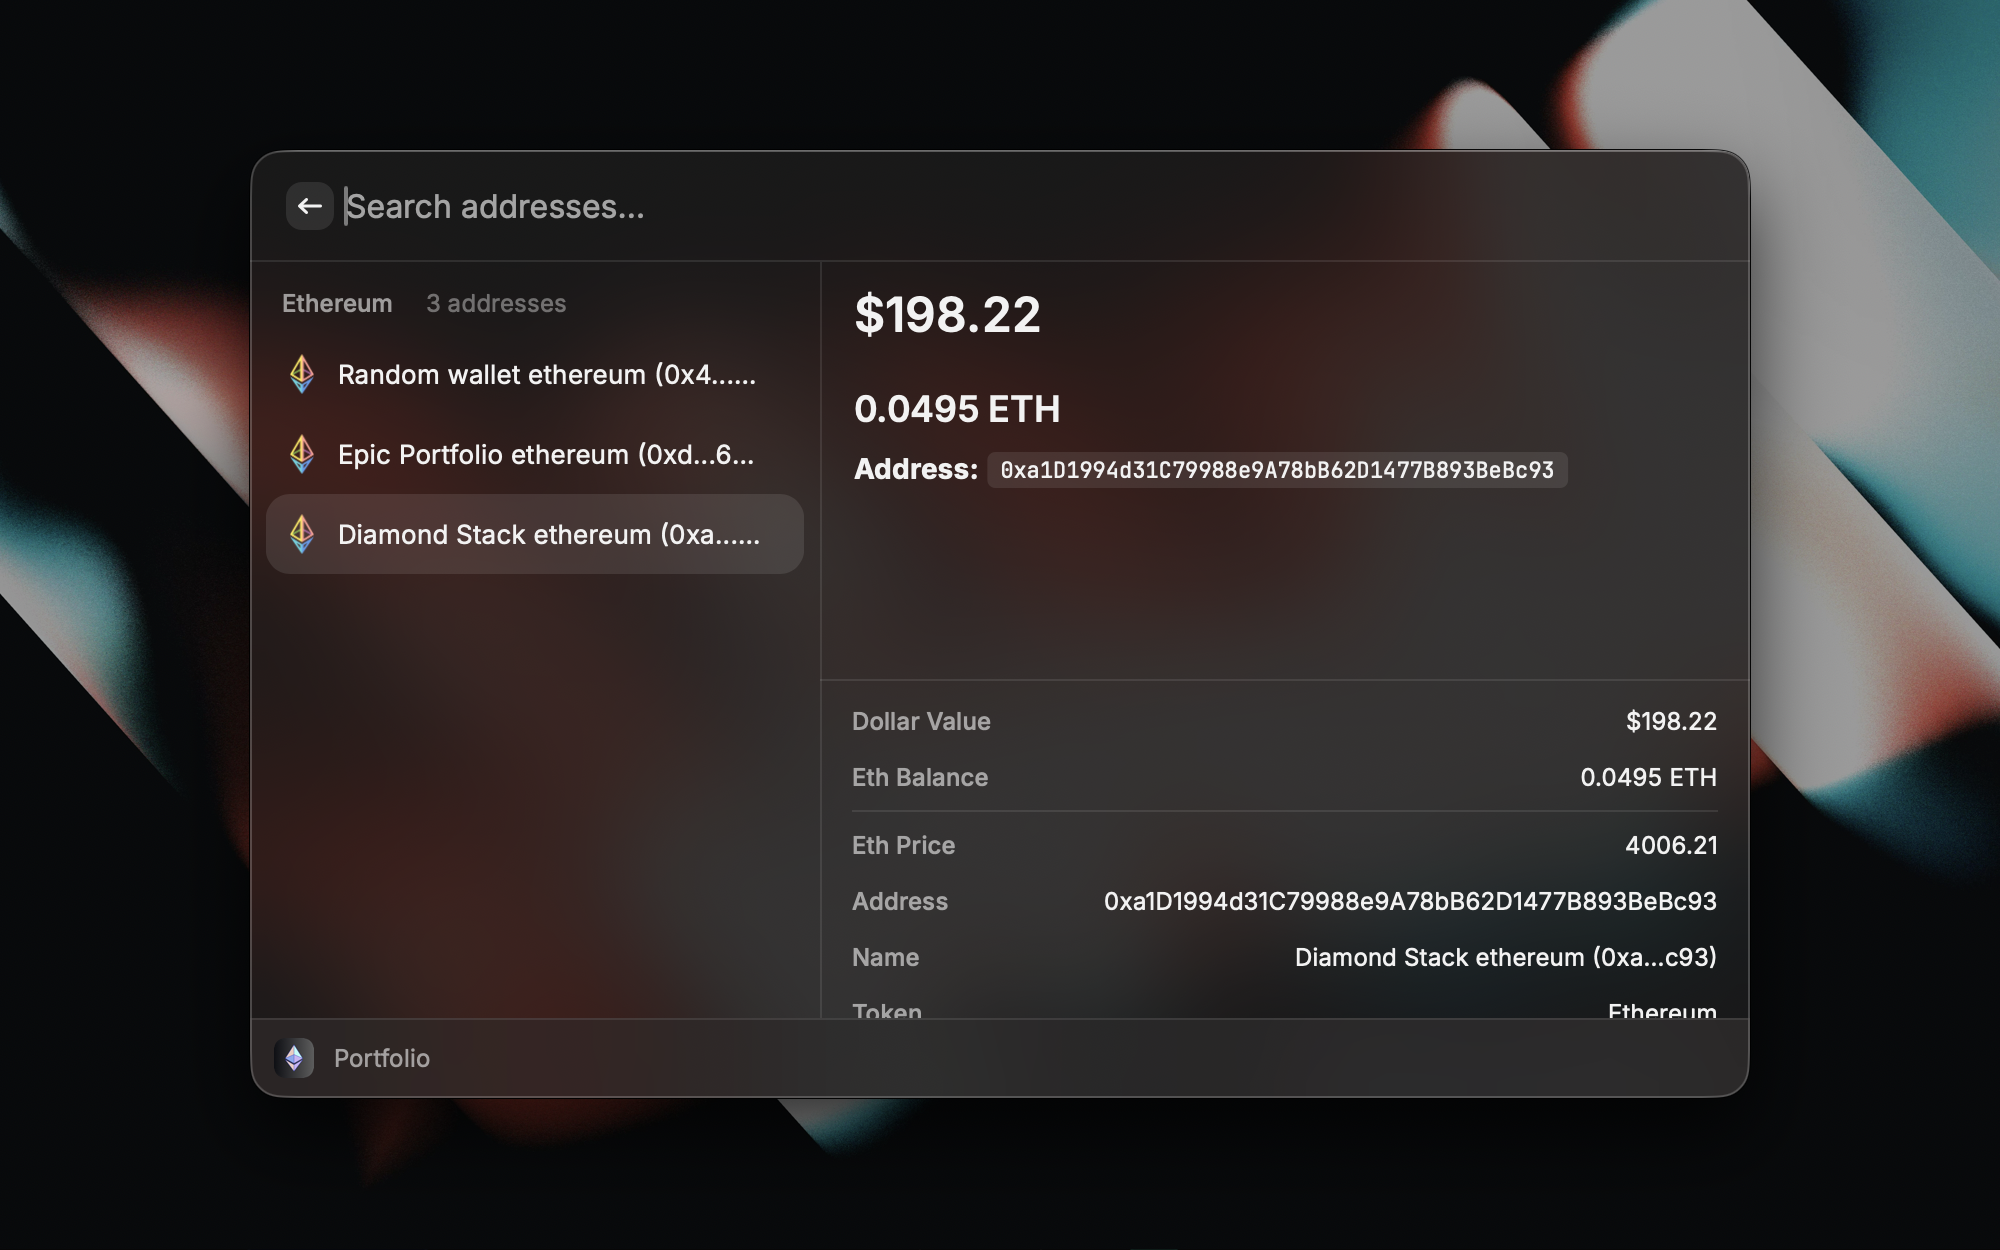 Search addresses...
Ethereum 3 addresses
Random wallet ethereum (0x4......
Epic Portfolio ethereum (0xd...6...
Diamond Stack ethereum (0xa......
$198.22
0.0495 ETH
Address: 0xa1D1994d31C79988e9A78bB62D1477B893BeBc93
Dollar Value $198.22
Eth Balance 0.0495 ETH
Eth Price 4006.21
Address 0xa1D1994d31C79988e9A78bB62D1477B893BeBc93
Name Diamond Stack ethereum (0xa...c93)
Token Ethereum
Portfolio